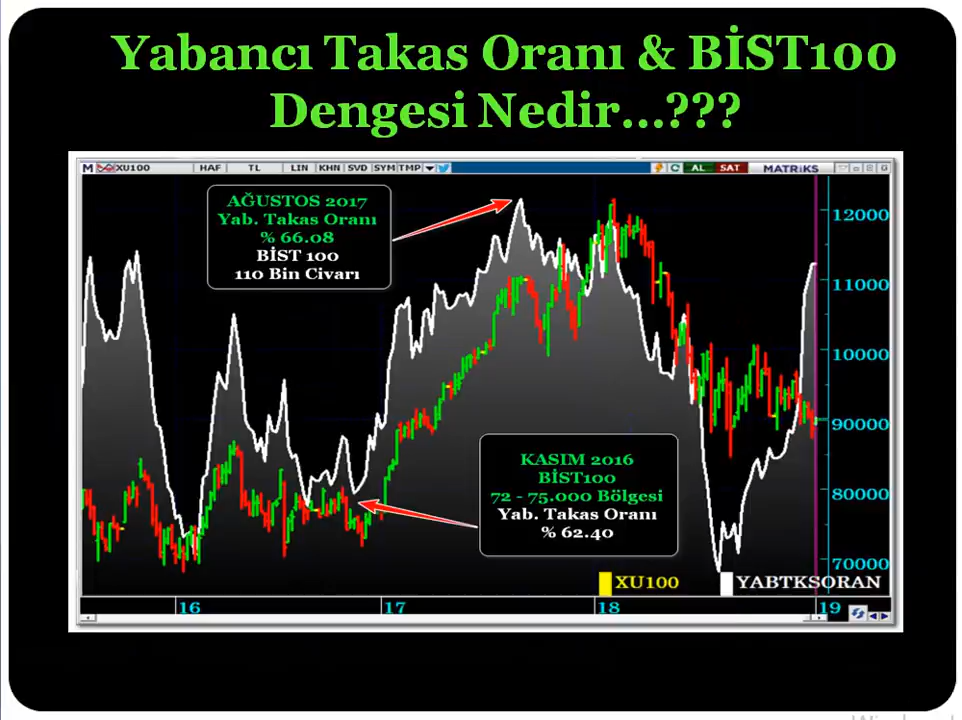 Yabancı Takas Oranı & BİST100
Dengesi Nedir...???
M XU100 HAF TL LIN KHN SVD SYM TMP C AL SAT MATRİKS
AĞUSTOS 2017
Yab. Takas Oranı
% 66.08
BİST 100
110 Bin Civarı
12000
11000
10000
90000
KASIM 2016
BİST100
72 - 75.000 Bölgesi
Yab. Takas Oranı
% 62.40
80000
70000
XU100 YABTKSORAN
16 17 18 19